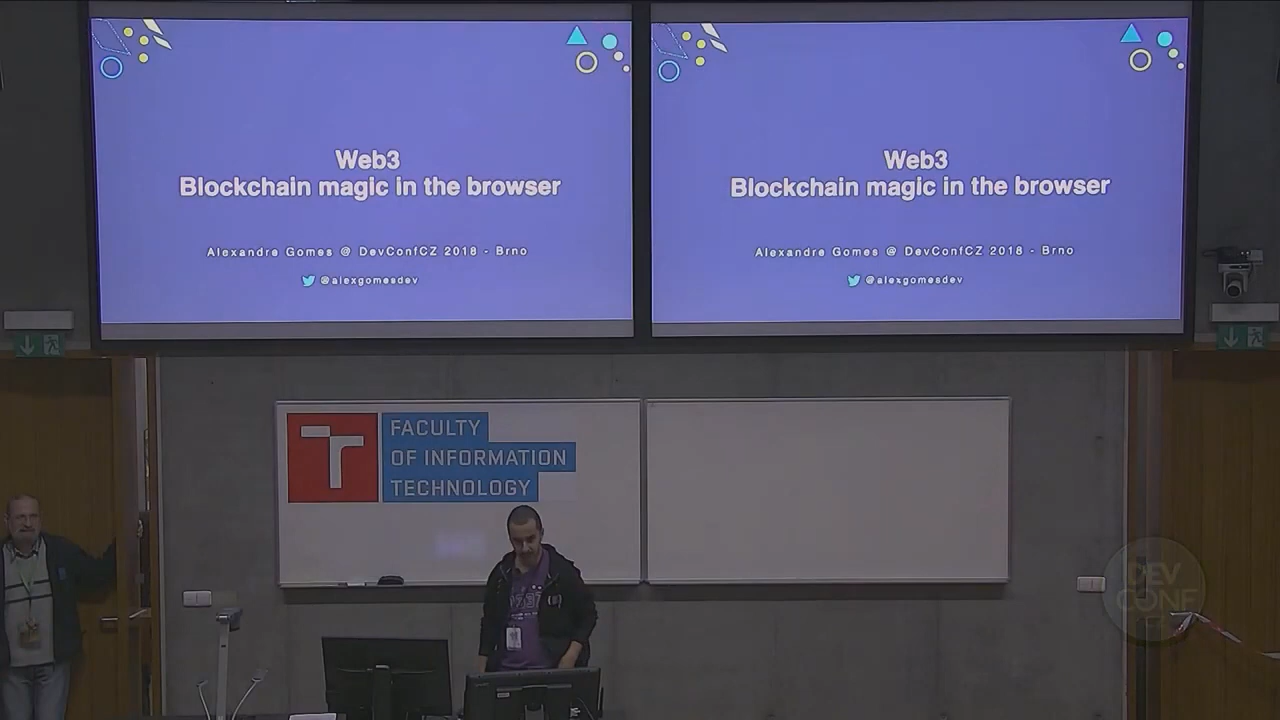 Web3
Blockchain magic in the browser
Alexandre Gomes @ DevConfCZ 2018 - Brno
@alexgomesdev
Web3
Blockchain magic in the browser
Alexandre Gomes @ DevConfCZ 2018 - Brno
@alexgomesdev
FACULTY
OF INFORMATION
TECHNOLOGY
DEV
CONF